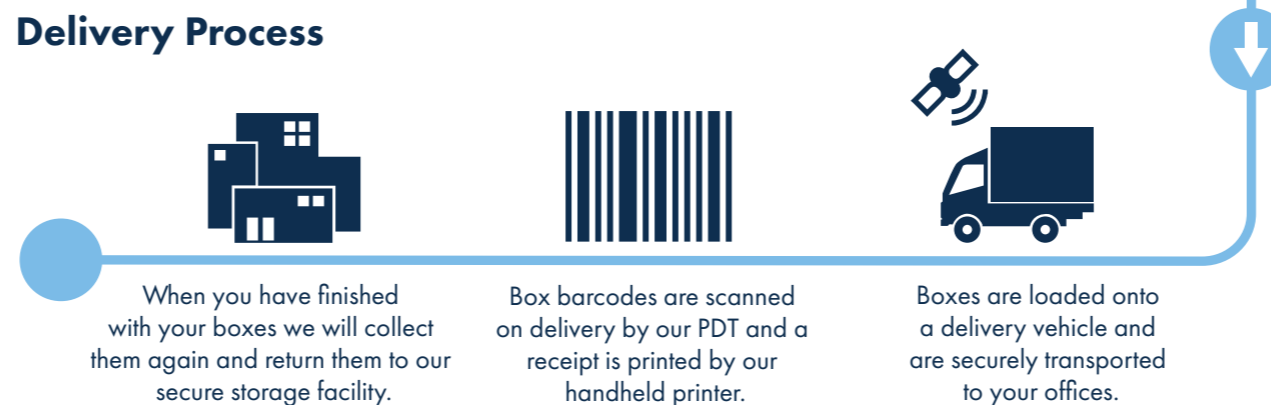 Delivery Process
When you have finished
with your boxes we will collect
them again and return them to our
secure storage facility.
Box barcodes are scanned
on delivery by our PDT and a
receipt is printed by our
handheld printer.
Boxes are loaded onto
a delivery vehicle and
are securely transported
to your offices.